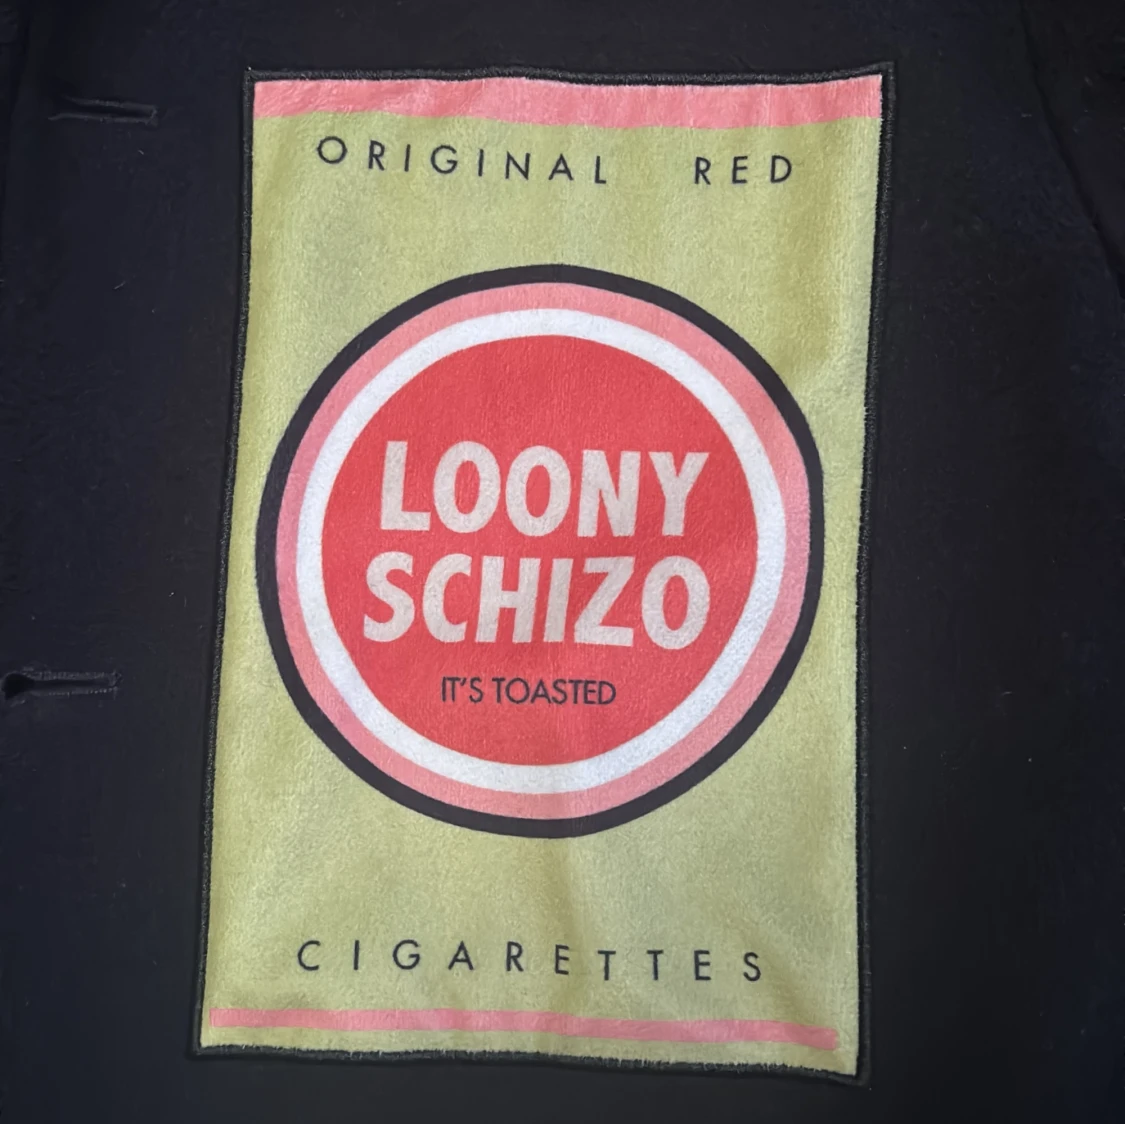 ORIGINAL RED
LOONY
SCHIZO
IT'S TOASTED
CIGARETTES